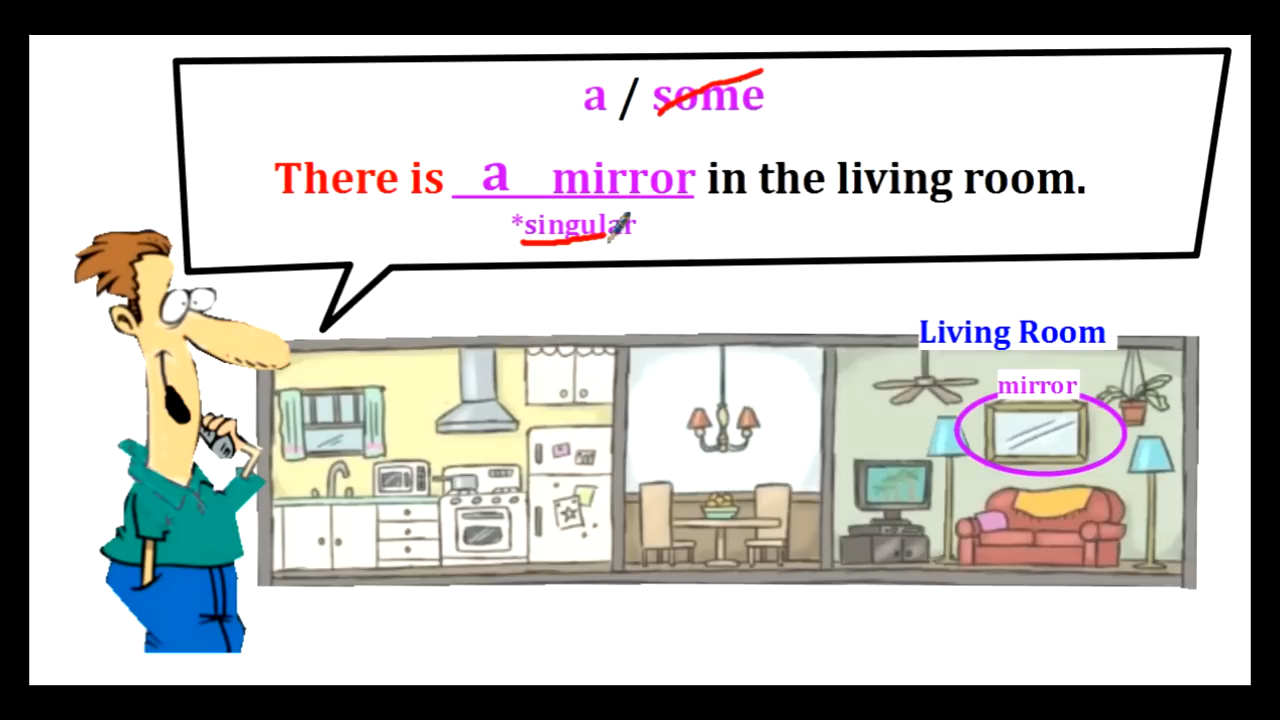 a / some
There is a mirror in the living room.
*singular
Living Room
mirror